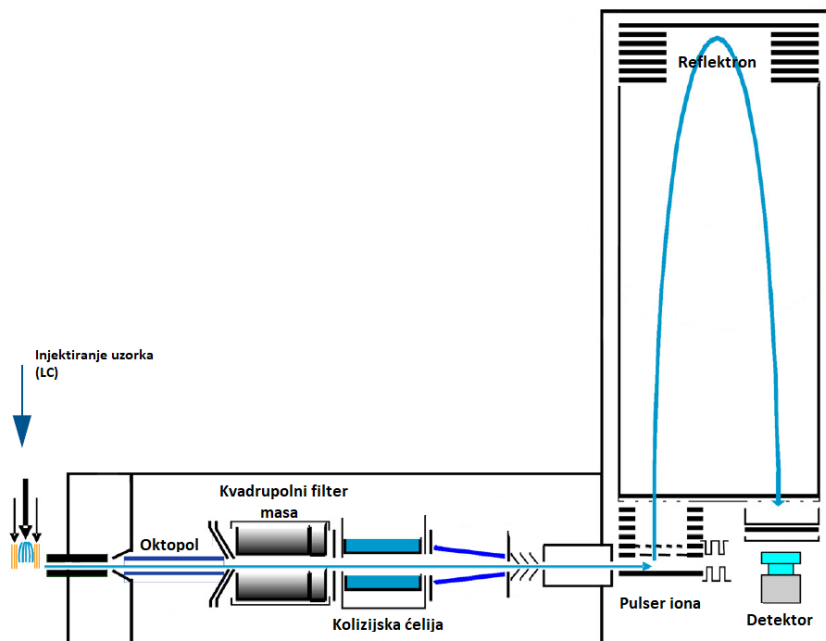 Reflektron
Injektiranje uzorka
(LC)
Kvadrupolni filter
masa
Oktopol
Kolizijska ćelija
Pulser iona
Detektor